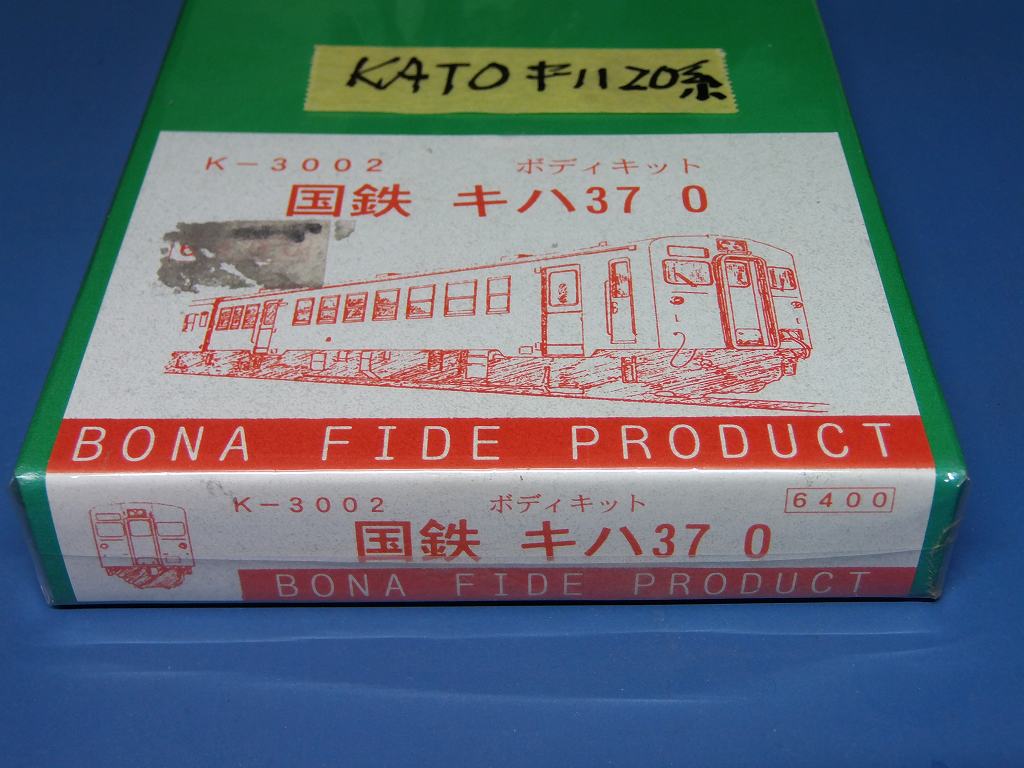 KATO キハ20系
K-3002 ボディキット
国鉄 キハ37 0
BONA FIDE PRODUCT
K-3002 ボディキット 6400
国鉄 キハ37 0
BONA FIDE PRODUCT